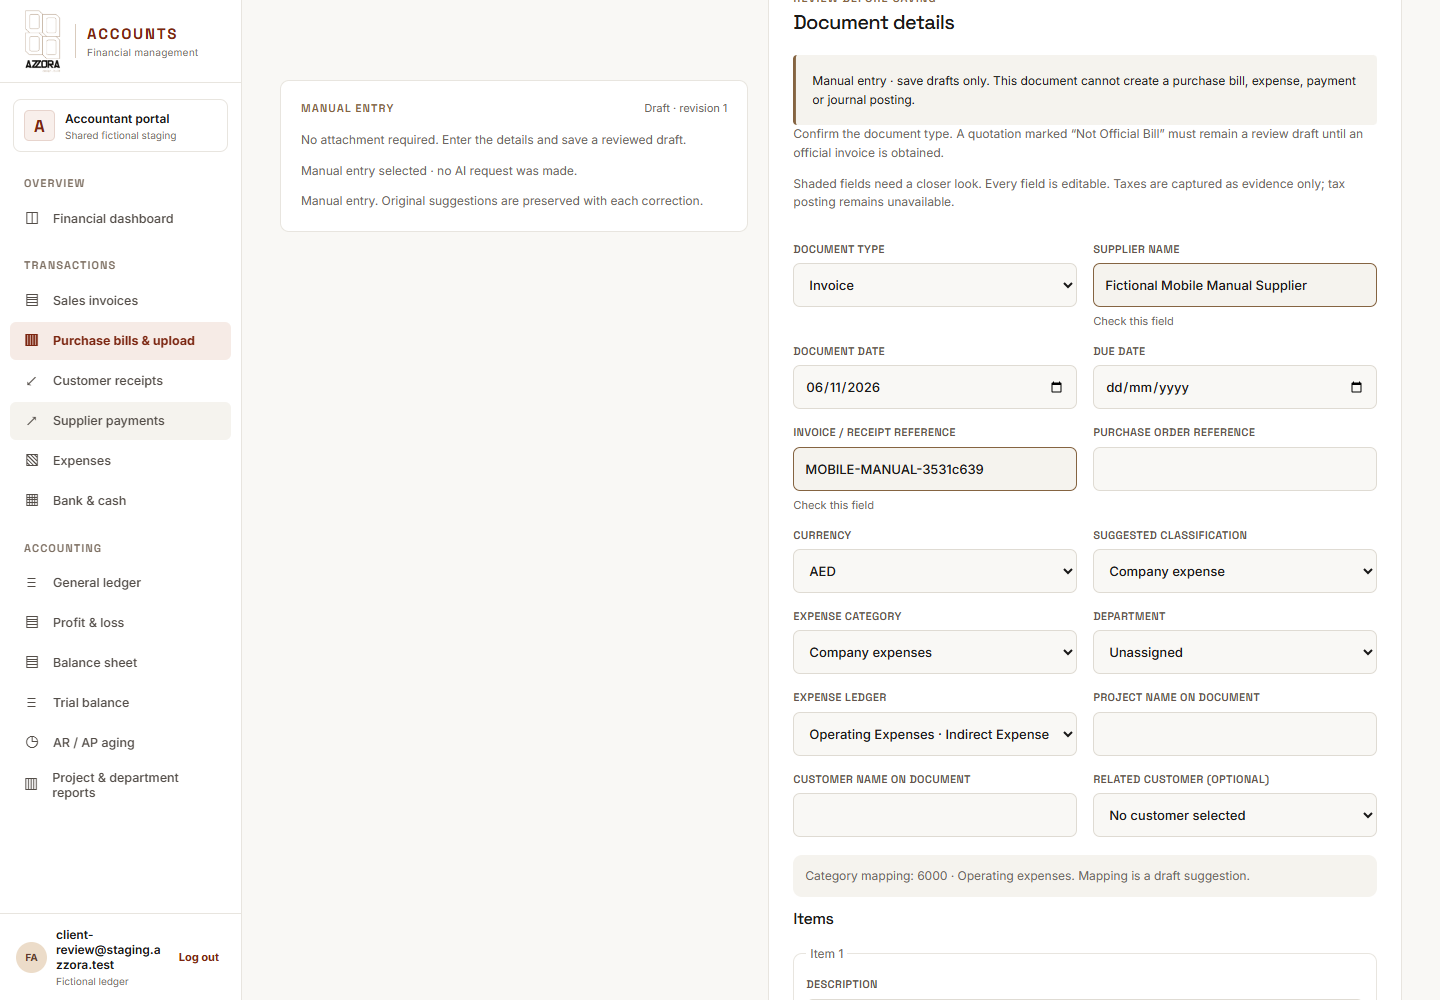 AZZORA
ACCOUNTS
Financial management
A
Accountant portal
Shared fictional staging
OVERVIEW
Financial dashboard
TRANSACTIONS
Sales invoices
Purchase bills & upload
Customer receipts
Supplier payments
Expenses
Bank & cash
ACCOUNTING
General ledger
Profit & loss
Balance sheet
Trial balance
AR / AP aging
Project & department
reports
FA
client-
review@staging.a
zzora.test
Fictional ledger
Log out
MANUAL ENTRY
Draft · revision 1
No attachment required. Enter the details and save a reviewed draft.
Manual entry selected · no AI request was made.
Manual entry. Original suggestions are preserved with each correction.
REVIEW BEFORE SAVING
Document details
Manual entry · save drafts only. This document cannot create a purchase bill, expense, payment
or journal posting.
Confirm the document type. A quotation marked “Not Official Bill” must remain a review draft until an
official invoice is obtained.
Shaded fields need a closer look. Every field is editable. Taxes are captured as evidence only; tax
posting remains unavailable.
DOCUMENT TYPE
Invoice
SUPPLIER NAME
Fictional Mobile Manual Supplier
Check this field
DOCUMENT DATE
06/11/2026
DUE DATE
dd/mm/yyyy
INVOICE / RECEIPT REFERENCE
MOBILE-MANUAL-3531c639
Check this field
PURCHASE ORDER REFERENCE
CURRENCY
AED
SUGGESTED CLASSIFICATION
Company expense
EXPENSE CATEGORY
Company expenses
DEPARTMENT
Unassigned
EXPENSE LEDGER
Operating Expenses · Indirect Expense
PROJECT NAME ON DOCUMENT
CUSTOMER NAME ON DOCUMENT
RELATED CUSTOMER (OPTIONAL)
No customer selected
Category mapping: 6000 · Operating expenses. Mapping is a draft suggestion.
Items
Item 1
DESCRIPTION